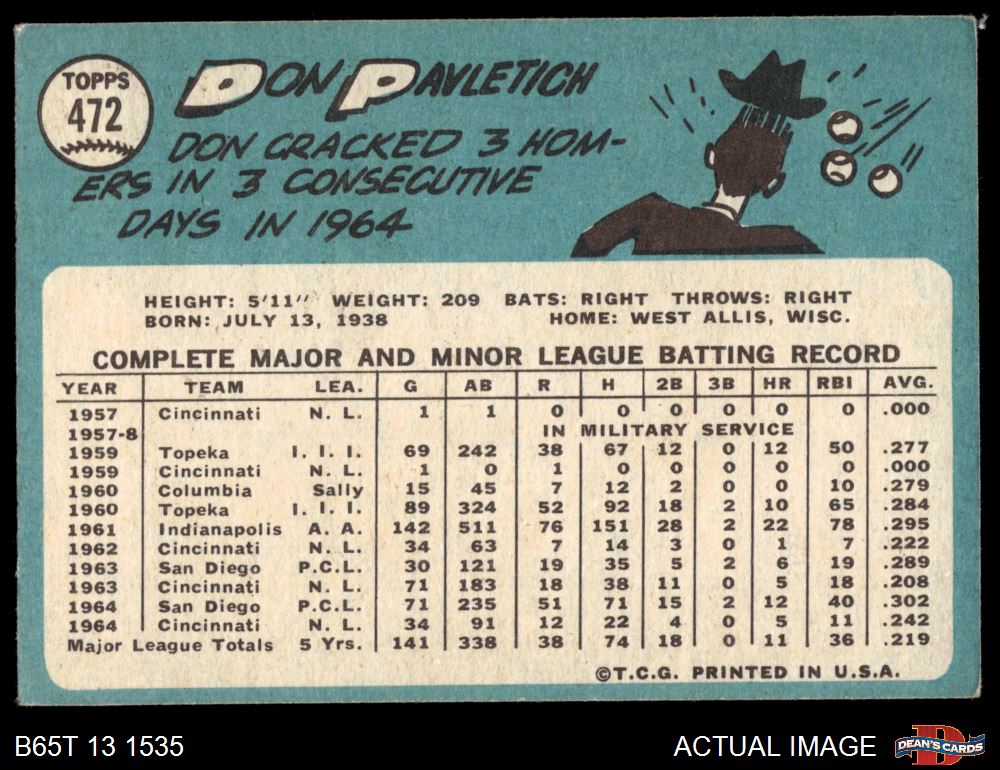 TOPPS
472
DON PAVLETICH
DON CRACKED 3 HOM-
ERS IN 3 CONSECUTIVE
DAYS IN 1964
HEIGHT: 5'11" WEIGHT: 209 BATS: RIGHT THROWS: RIGHT
BORN: JULY 13, 1938 HOME: WEST ALLIS, WISC.
COMPLETE MAJOR AND MINOR LEAGUE BATTING RECORD
YEAR TEAM LEA. G AB R H 2B 3B HR RBI AVG.
1957 Cincinnati N. L. 1 1 0 0 0 0 0 0 .000
1957-8 IN MILITARY SERVICE
1959 Topeka I. I. I. 69 242 38 67 12 0 12 50 .277
1959 Cincinnati N. L. 1 0 1 0 0 0 0 0 .000
1960 Columbia Sally 15 45 7 12 2 0 0 10 .279
1960 Topeka I. I. I. 89 324 52 92 18 2 10 65 .284
1961 Indianapolis A. A. 142 511 76 151 28 2 22 78 .295
1962 Cincinnati N. L. 34 63 7 14 3 0 1 7 .222
1963 San Diego P.C.L. 30 121 19 35 5 2 6 19 .289
1963 Cincinnati N. L. 71 183 18 38 11 0 5 18 .208
1964 San Diego P.C.L. 71 235 51 71 15 2 12 40 .302
1964 Cincinnati N. L. 34 91 12 22 4 0 5 11 .242
Major League Totals 5 Yrs. 141 338 38 74 18 0 11 36 .219
©T.C.G. PRINTED IN U.S.A.
B65T 13 1535 ACTUAL IMAGE
DEAN'S CARDS